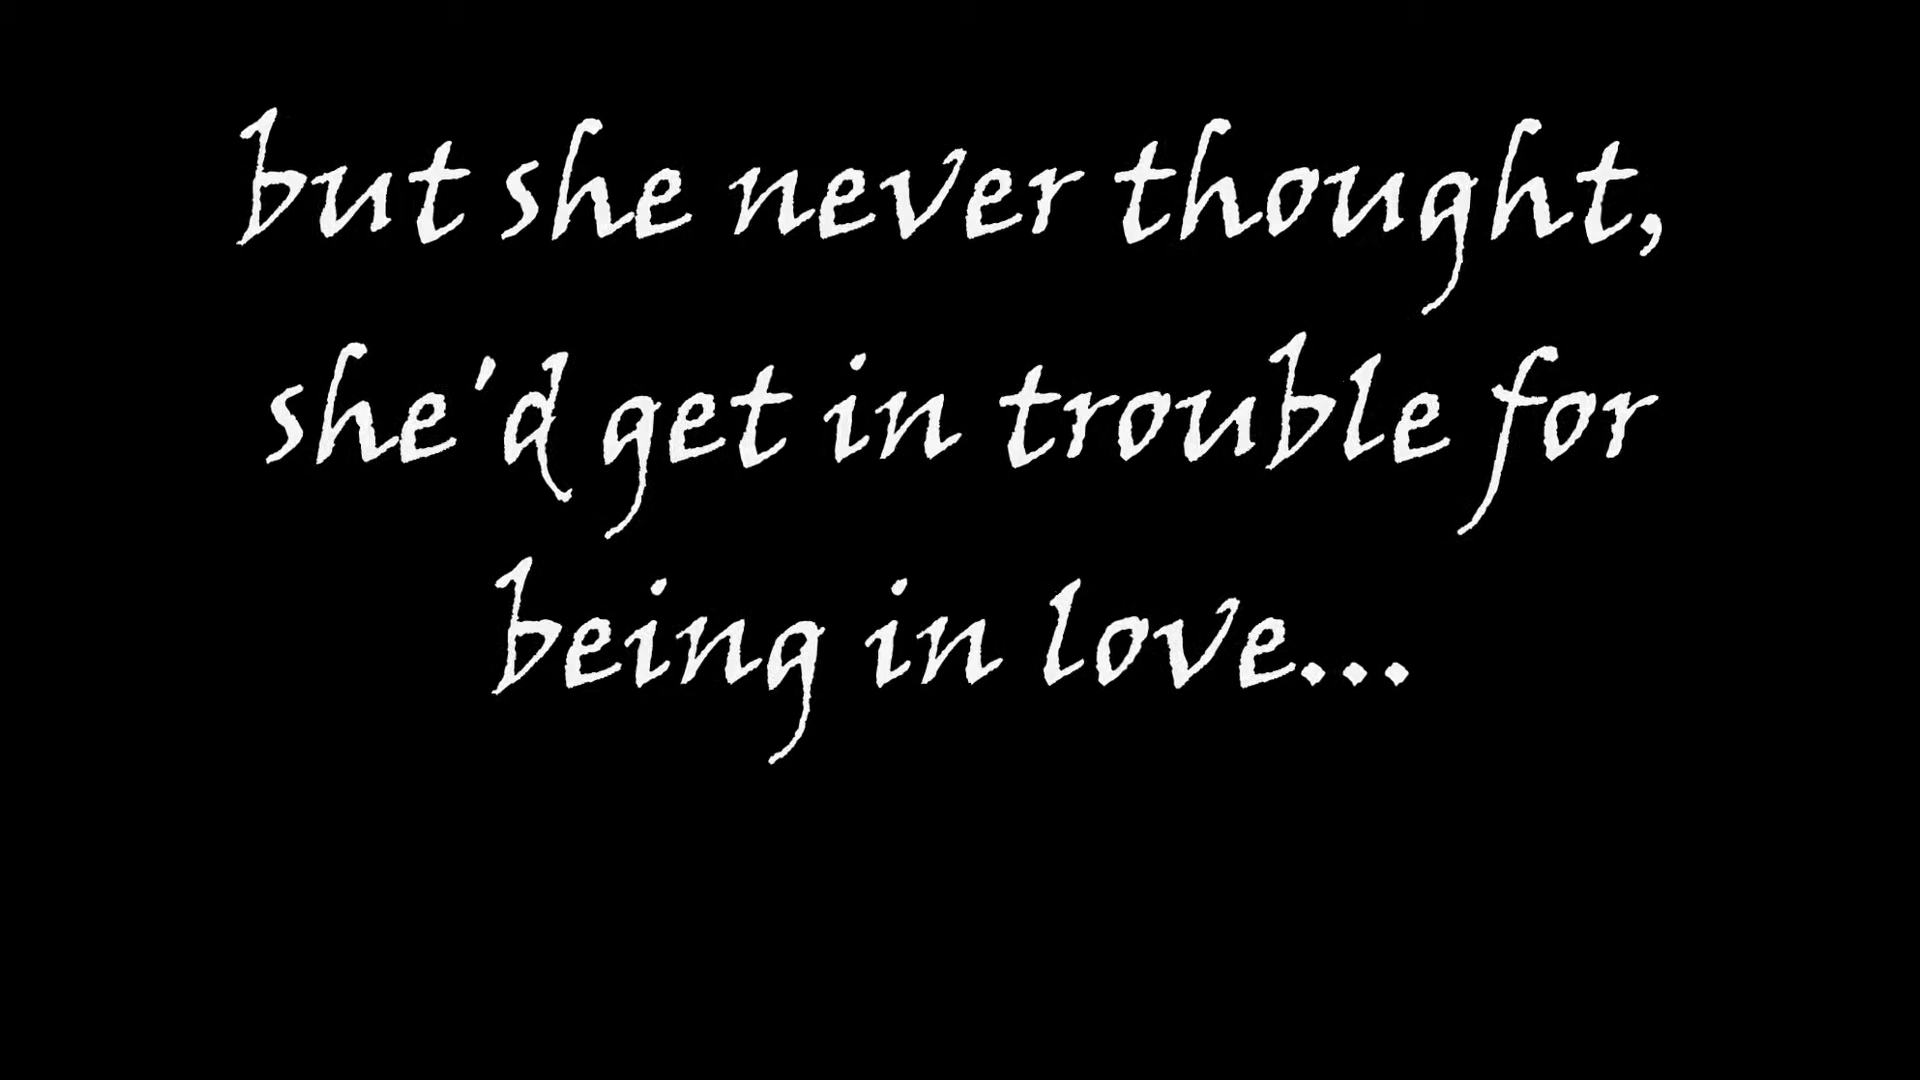 but she never thought,
she'd get in trouble for
being in love...